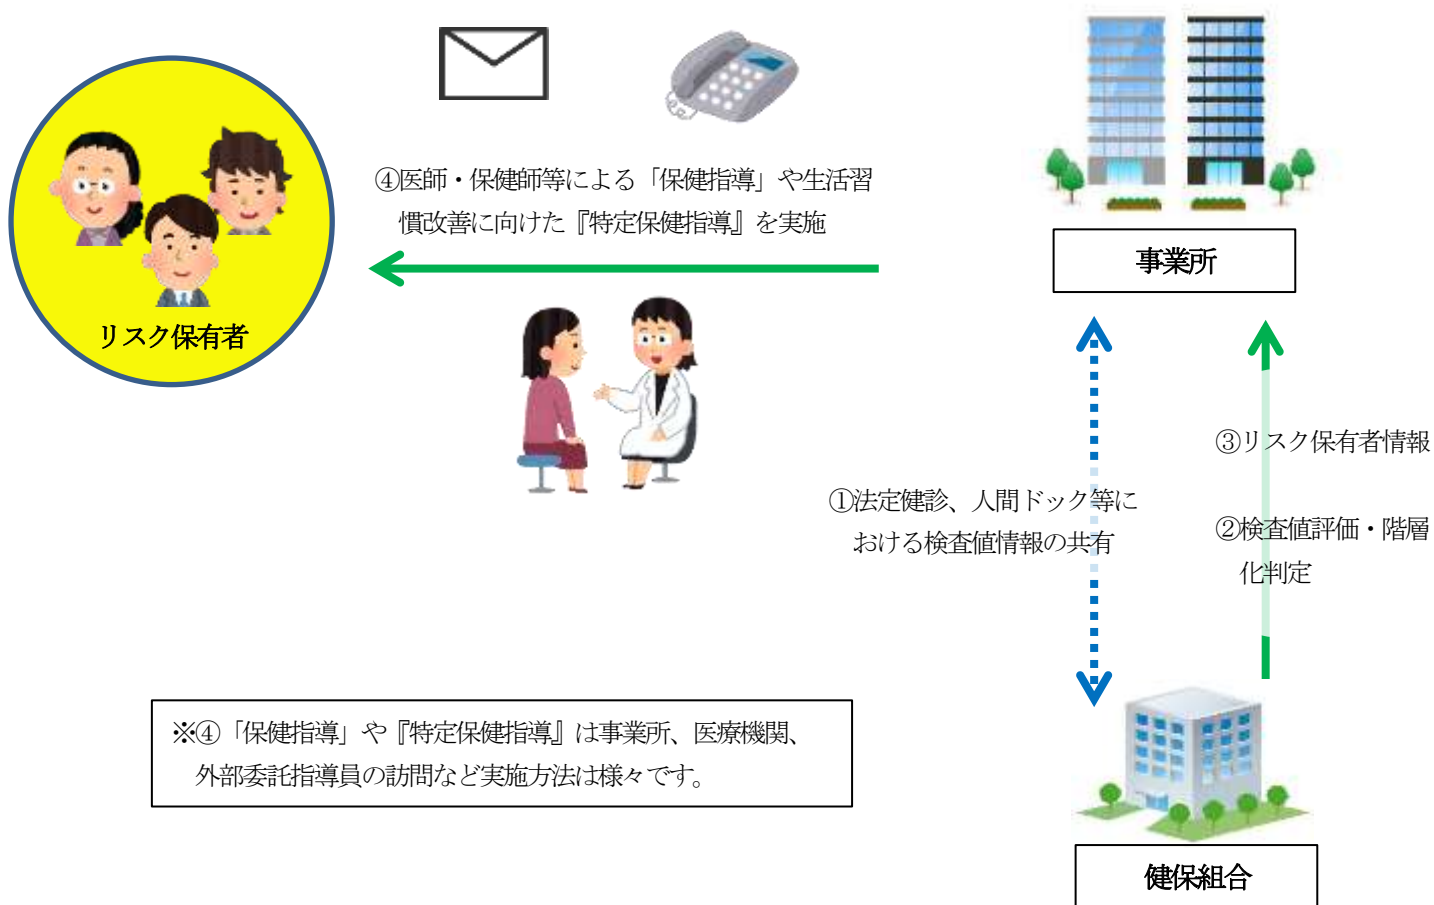 ④医師・保健師等による「保健指導」や生活習
慣改善に向けた『特定保健指導』を実施
事業所
リスク保有者
③リスク保有者情報
①法定健診、人間ドック等に
おける検査値情報の共有
②検査値評価・階層
化判定
※④「保健指導」や『特定保健指導』は事業所、医療機関、
外部委託指導員の訪問など実施方法は様々です。
健保組合